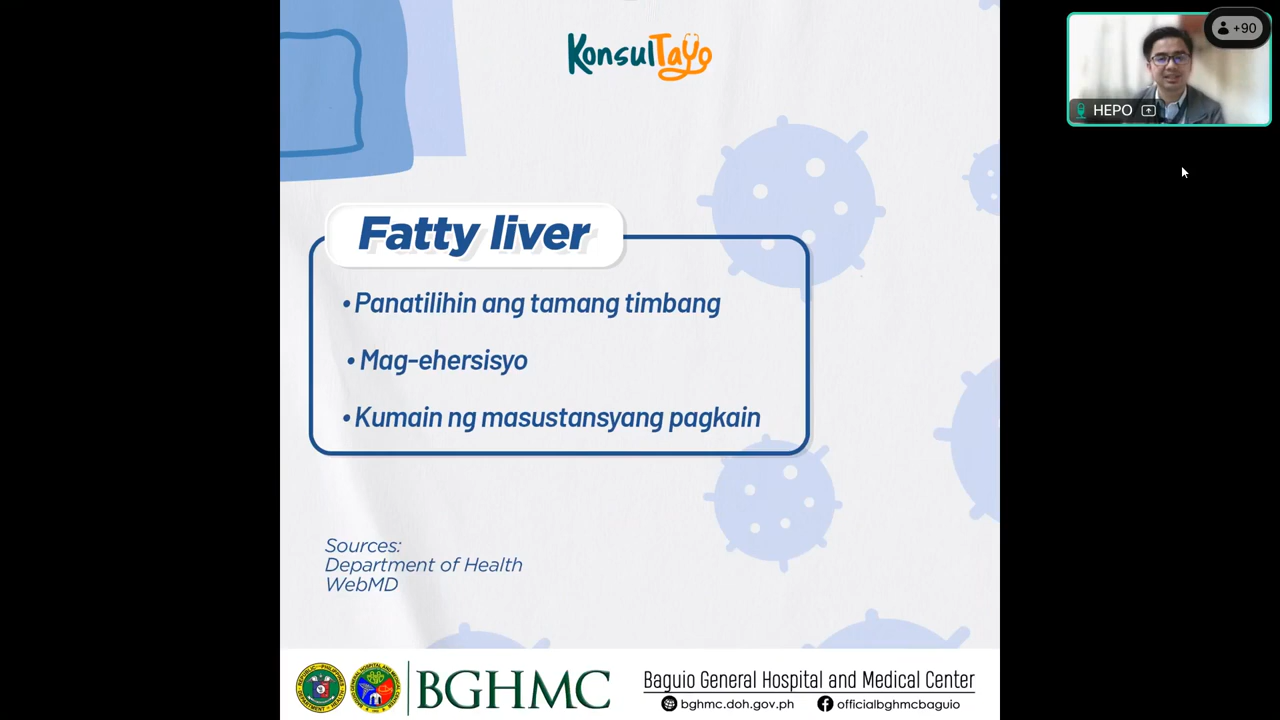 KonsulTayo
+90
HEPO
Fatty liver
• Panatilihin ang tamang timbang
• Mag-ehersisyo
• Kumain ng masustansyang pagkain
Sources:
Department of Health
WebMD
BGHMC
Baguio General Hospital and Medical Center
bghmc.doh.gov.ph
officialbghmcbaguio